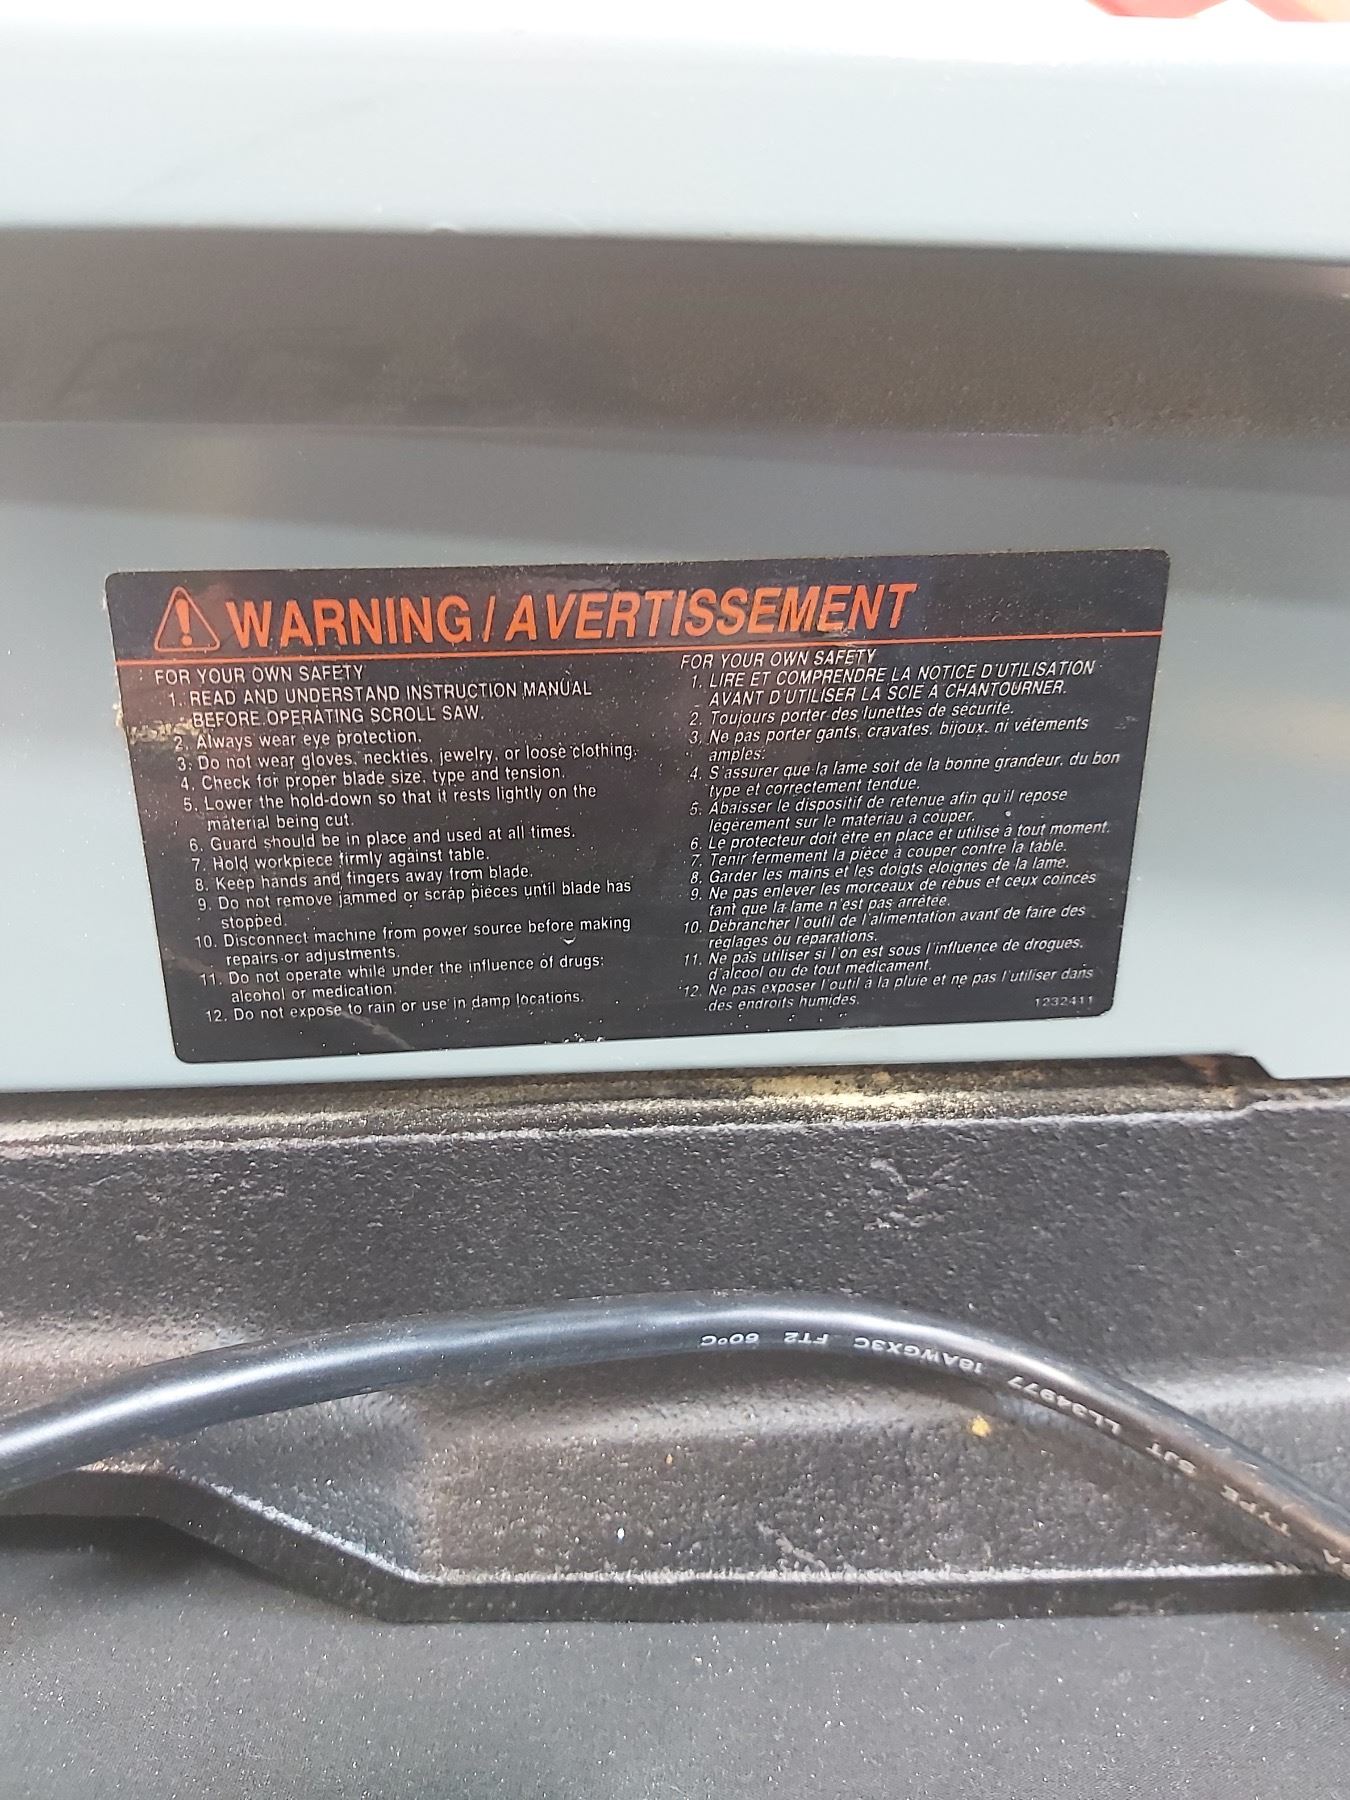 WARNING / AVERTISSEMENT
FOR YOUR OWN SAFETY
1. READ AND UNDERSTAND INSTRUCTION MANUAL
BEFORE OPERATING SCROLL SAW.
2. Always wear eye protection.
3. Do not wear gloves, neckties, jewelry, or loose clothing.
4. Check for proper blade size, type and tension.
5. Lower the hold-down so that it rests lightly on the
material being cut.
6. Guard should be in place and used at all times.
7. Hold workpiece firmly against table.
8. Keep hands and fingers away from blade.
9. Do not remove jammed or scrap pieces until blade has
stopped.
10. Disconnect machine from power source before making
repairs or adjustments.
11. Do not operate while under the influence of drugs:
alcohol or medication.
12. Do not expose to rain or use in damp locations.
FOR YOUR OWN SAFETY
1. LIRE ET COMPRENDRE LA NOTICE D'UTILISATION
AVANT D'UTILISER LA SCIE À CHANTOURNER.
2. Toujours porter des lunettes de sécurité.
3. Ne pas porter gants, cravates, bijoux, ni vêtements
amples.
4. S'assurer que la lame soit de la bonne grandeur, du bon
type et correctement tendue.
5. Abaisser le dispositif de retenue afin qu'il repose
légèrement sur le matériau à couper.
6. Le protecteur doit être en place et utilisé à tout moment.
7. Tenir fermement la pièce à couper contre la table.
8. Garder les mains et les doigts éloignés de la lame.
9. Ne pas enlever les morceaux de rebus et ceux coincés
tant que la lame n'est pas arrêtée.
10. Débrancher l'outil de l'alimentation avant de faire des
réglages ou réparations.
11. Ne pas utiliser si l'on est sous l'influence de drogues,
d'alcool ou de tout médicament.
12. Ne pas exposer l'outil à la pluie et ne pas l'utiliser dans
des endroits humides.
1232411
TYPE SJT LL34977 18AWGX3C FT2 60°C